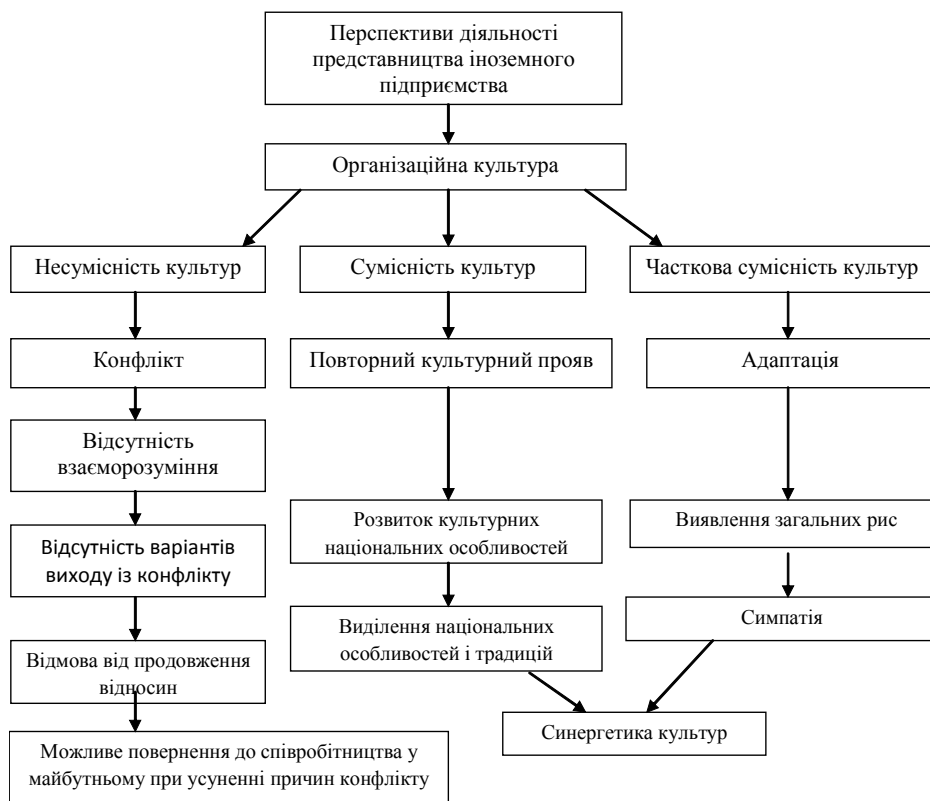 Перспективи діяльності
представництва іноземного
підприємства
Організаційна культура
Несумісність культур
Сумісність культур
Часткова сумісність культур
Конфлікт
Повторний культурний прояв
Адаптація
Відсутність
взаєморозуміння
Розвиток культурних
національних особливостей
Виявлення загальних рис
Відсутність варіантів
виходу із конфлікту
Виділення національних
особливостей і традицій
Симпатія
Відмова від продовження
відносин
Синергетика культур
Можливе повернення до співробітництва у
майбутньому при усуненні причин конфлікту